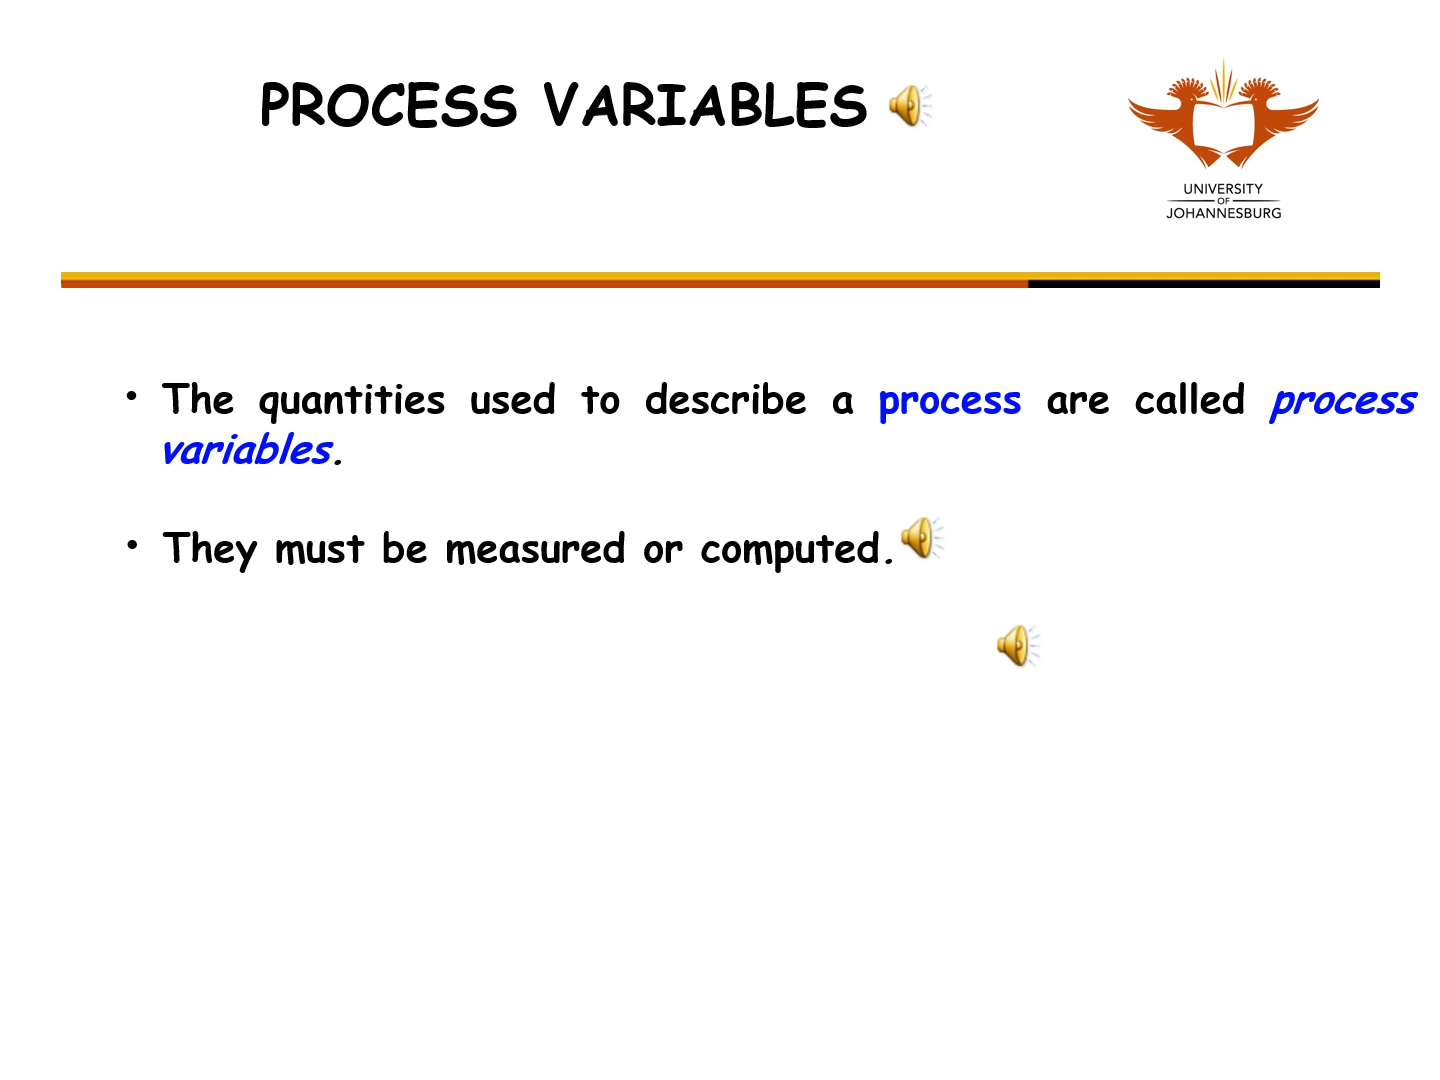 PROCESS VARIABLES
UNIVERSITY
OF
JOHANNESBURG
• The quantities used to describe a process are called process
variables.
• They must be measured or computed.